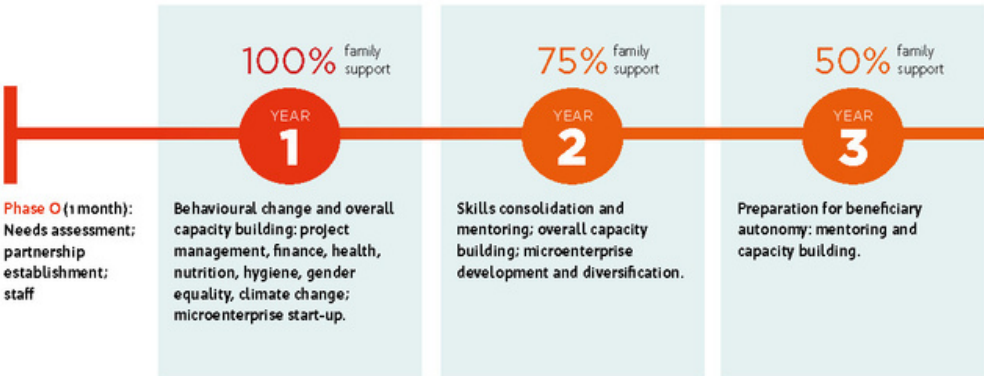 100% family support
YEAR
1
75% family support
YEAR
2
50% family support
YEAR
3
Phase 0 (1 month):
Needs assessment;
partnership
establishment;
staff
Behavioural change and overall
capacity building: project
management, finance, health,
nutrition, hygiene, gender
equality, climate change;
microenterprise start-up.
Skills consolidation and
mentoring; overall capacity
building; microenterprise
development and diversification.
Preparation for beneficiary
autonomy: mentoring and
capacity building.